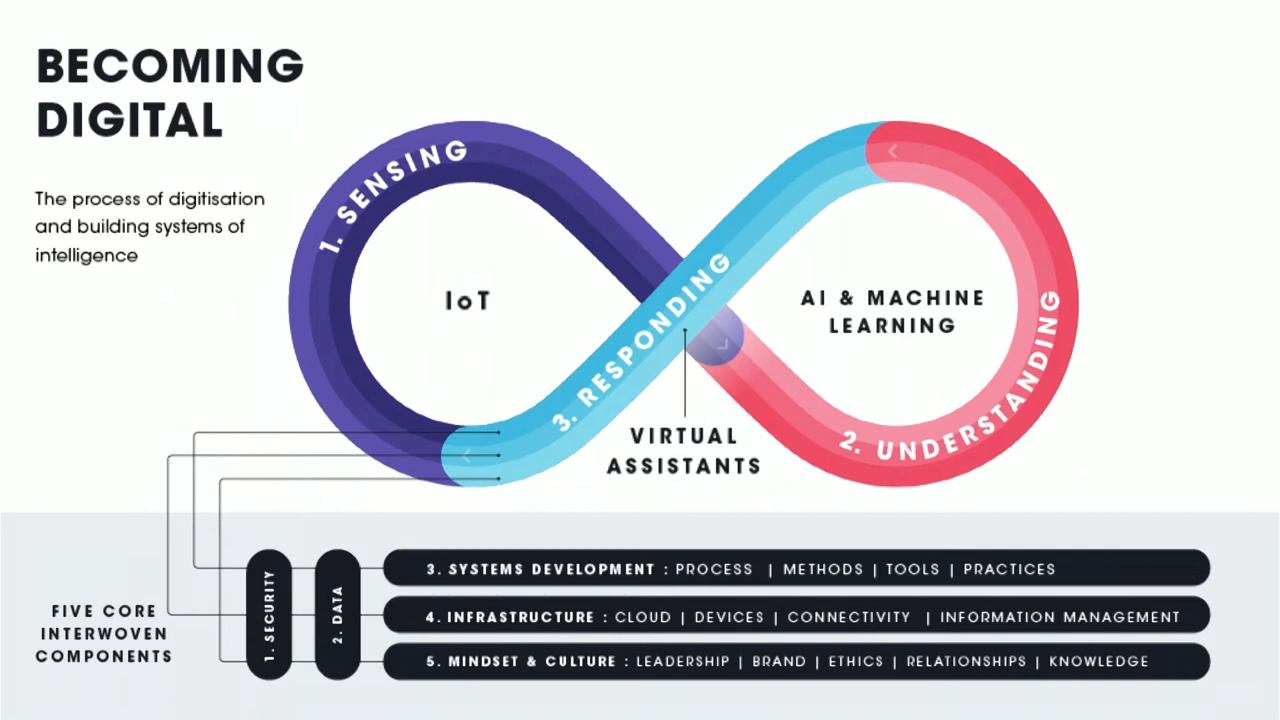 BECOMING
DIGITAL
The process of digitisation
and building systems of
intelligence
1. SENSING
IoT
3. RESPONDING
AI & MACHINE
LEARNING
2. UNDERSTANDING
VIRTUAL
ASSISTANTS
FIVE CORE
INTERWOVEN
COMPONENTS
1. SECURITY
2. DATA
3. SYSTEMS DEVELOPMENT : PROCESS | METHODS | TOOLS | PRACTICES
4. INFRASTRUCTURE : CLOUD | DEVICES | CONNECTIVITY | INFORMATION MANAGEMENT
5. MINDSET & CULTURE : LEADERSHIP | BRAND | ETHICS | RELATIONSHIPS | KNOWLEDGE